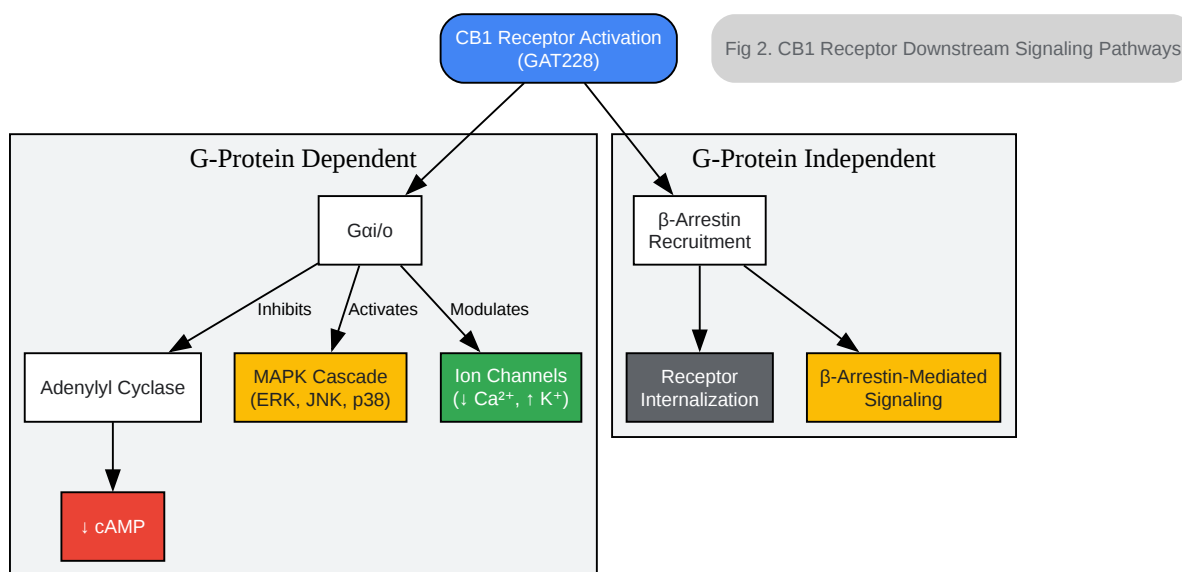 CB1 Receptor Activation
(GAT228)
Fig 2. CB1 Receptor Downstream Signaling Pathways
G-Protein Dependent
G-Protein Independent
Gαi/o
β-Arrestin
Recruitment
Inhibits
Activates
Modulates
Adenylyl Cyclase
MAPK Cascade
(ERK, JNK, p38)
Ion Channels
(↓ Ca²⁺, ↑ K⁺)
Receptor
Internalization
β-Arrestin-Mediated
Signaling
↓ cAMP